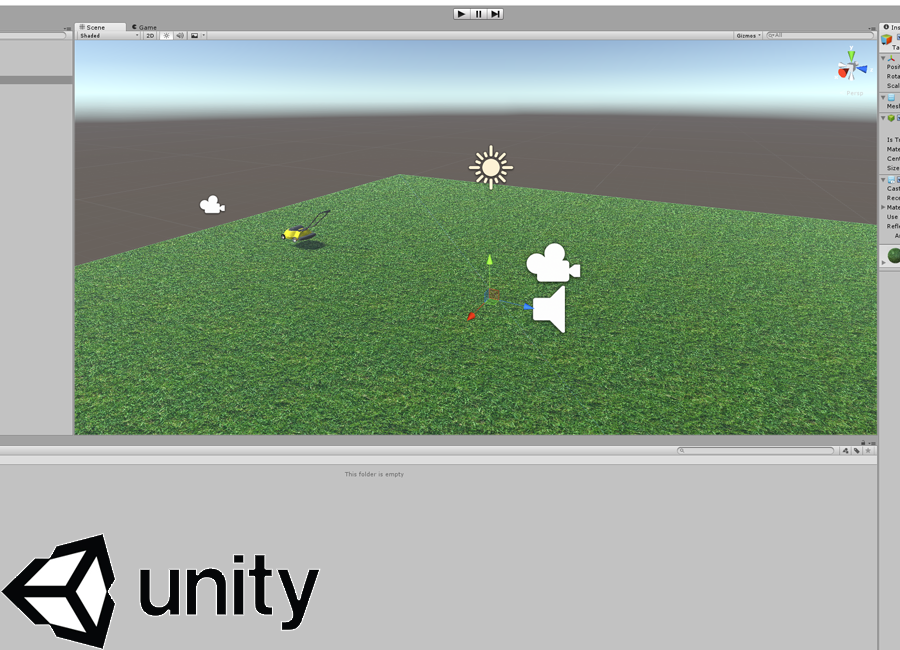 Scene
Game
Shaded
2D
Gizmos
All
Persp
Ins
Ta
Posit
Rota
Scal
Mesh
Is Tr
Mate
Cent
Size
Cast
Rece
Mate
Use
Refle
A
This folder is empty
unity